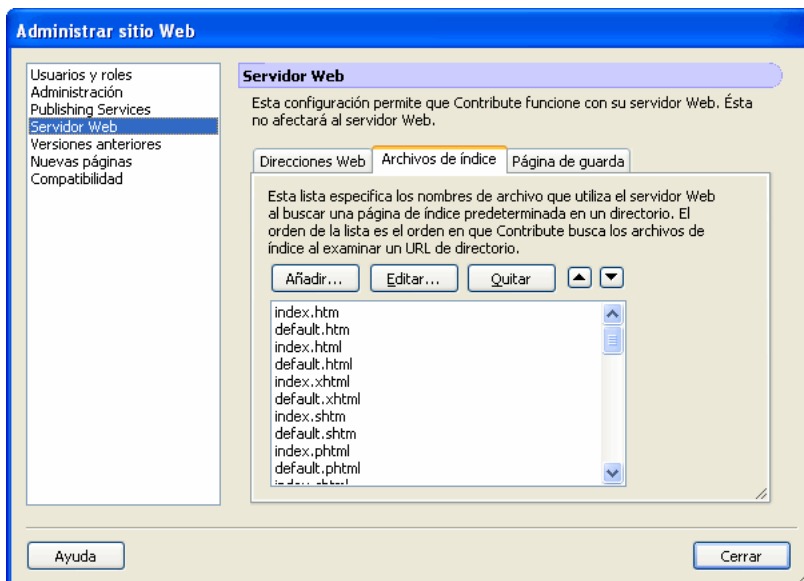 Administrar sitio Web
Usuarios y roles
Administración
Publishing Services
Servidor Web
Versiones anteriores
Nuevas páginas
Compatibilidad
Servidor Web
Esta configuración permite que Contribute funcione con su servidor Web. Ésta
no afectará al servidor Web.
Direcciones Web
Archivos de índice
Página de guarda
Esta lista especifica los nombres de archivo que utiliza el servidor Web
al buscar una página de índice predeterminada en un directorio. El
orden de la lista es el orden en que Contribute busca los archivos de
índice al examinar un URL de directorio.
Añadir...
Editar...
Quitar
index.htm
default.htm
index.html
default.html
index.xhtml
default.xhtml
index.shtm
default.shtm
index.phtml
default.phtml
Ayuda
Cerrar